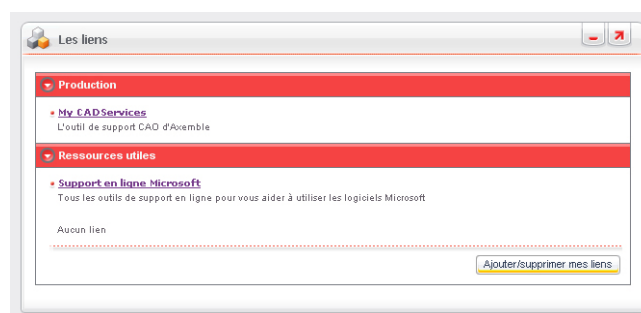 Les liens
Production
My CADServices
L'outil de support CAO d'Axemble
Ressources utiles
Support en ligne Microsoft
Tous les outils de support en ligne pour vous aider à utiliser les logiciels Microsoft
Aucun lien
Ajouter/supprimer mes liens